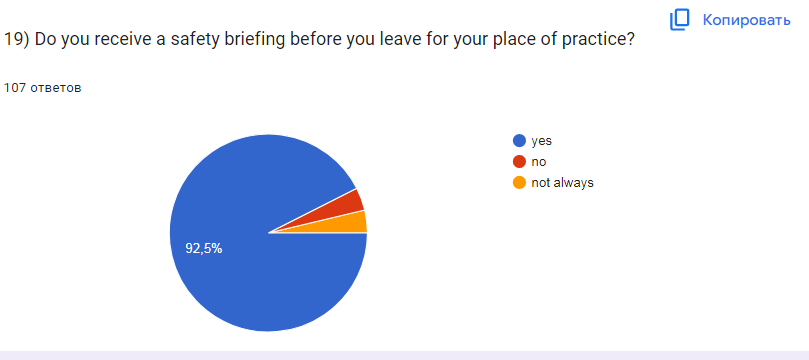 Копировать
19) Do you receive a safety briefing before you leave for your place of practice?
107 ответов
yes
no
not always
92,5%